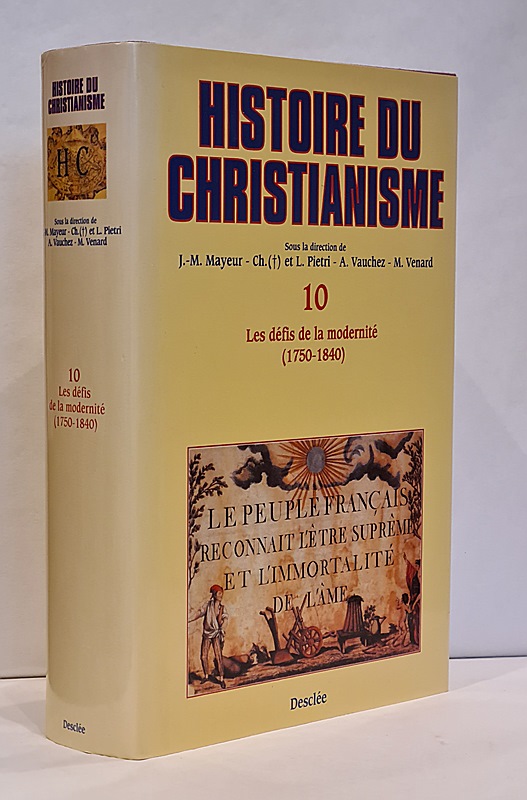 HISTOIRE DU
CHRISTIANISME
H C
Sous la direction de
M. Mayeur - Ch.(†) et L. Pietri
A. Vauchez - M. Venard
10
Les défis
de la modernité
(1750-1840)
Desclée
HISTOIRE DU
CHRISTIANISME
Sous la direction de
J.-M. Mayeur - Ch.(†) et L. Pietri - A. Vauchez - M. Venard
10
Les défis de la modernité
(1750-1840)
LE PEUPLE FRANÇAIS
RECONNAIT L'ÊTRE SUPRÊME
ET L'IMMORTALITÉ
DE L'ÂME
Desclée